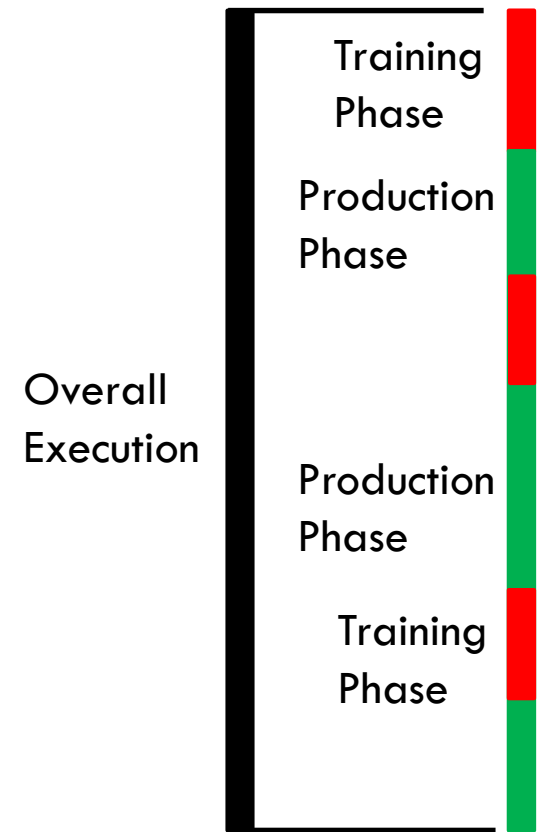 Training
Phase
Production
Phase
Overall
Execution
Production
Phase
Training
Phase